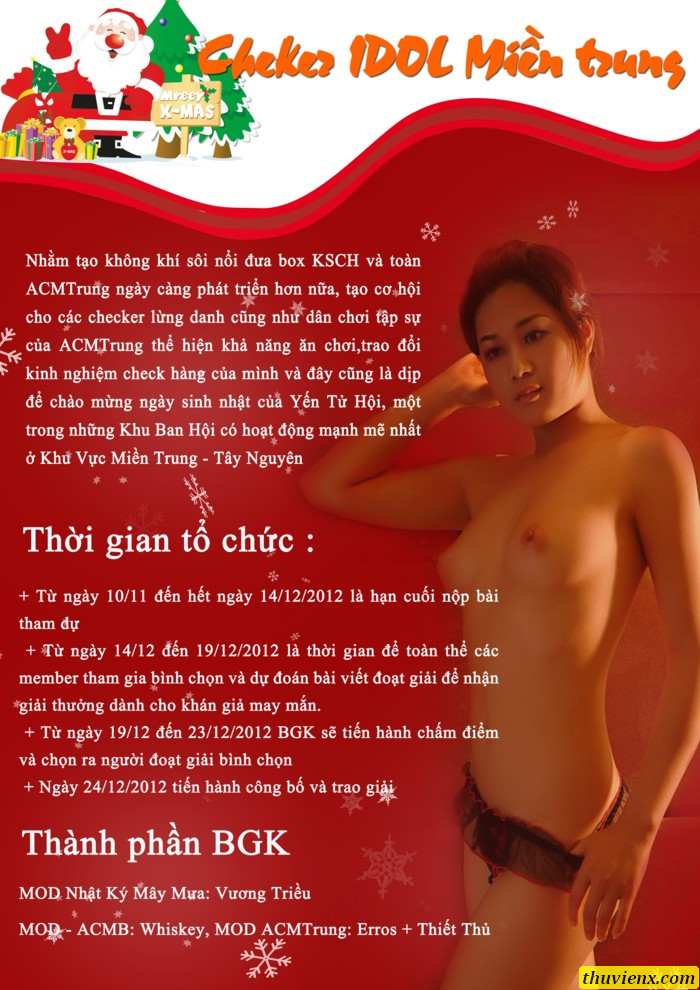 Cheker IDOL Miền trung
Mreey
X-MAS
X-MAS
Nhằm tạo không khí sôi nổi đưa box KSCH và toàn
ACMTrung ngày càng phát triển hơn nữa, tạo cơ hội
cho các checker lừng danh cũng như dân chơi tập sự
của ACMTrung thể hiện khả năng ăn chơi,trao đổi
kinh nghiệm check hàng của mình và đây cũng là dịp
để chào mừng ngày sinh nhật của Yến Tử Hội, một
trong những Khu Ban Hội có hoạt động mạnh mẽ nhất
ở Khu Vực Miền Trung - Tây Nguyên
Thời gian tổ chức :
+ Từ ngày 10/11 đến hết ngày 14/12/2012 là hạn cuối nộp bài
tham dự
+ Từ ngày 14/12 đến 19/12/2012 là thời gian để toàn thể các
member tham gia bình chọn và dự đoán bài viết đoạt giải để nhận
giải thưởng dành cho khán giả may mắn.
+ Từ ngày 19/12 đến 23/12/2012 BGK sẽ tiến hành chấm điểm
và chọn ra người đoạt giải bình chọn
+ Ngày 24/12/2012 tiến hành công bố và trao giải
Thành phần BGK
MOD Nhật Ký Mây Mưa: Vương Triều
MOD - ACMB: Whiskey, MOD ACMTrung: Erros + Thiết Thủ
thuvienx.com